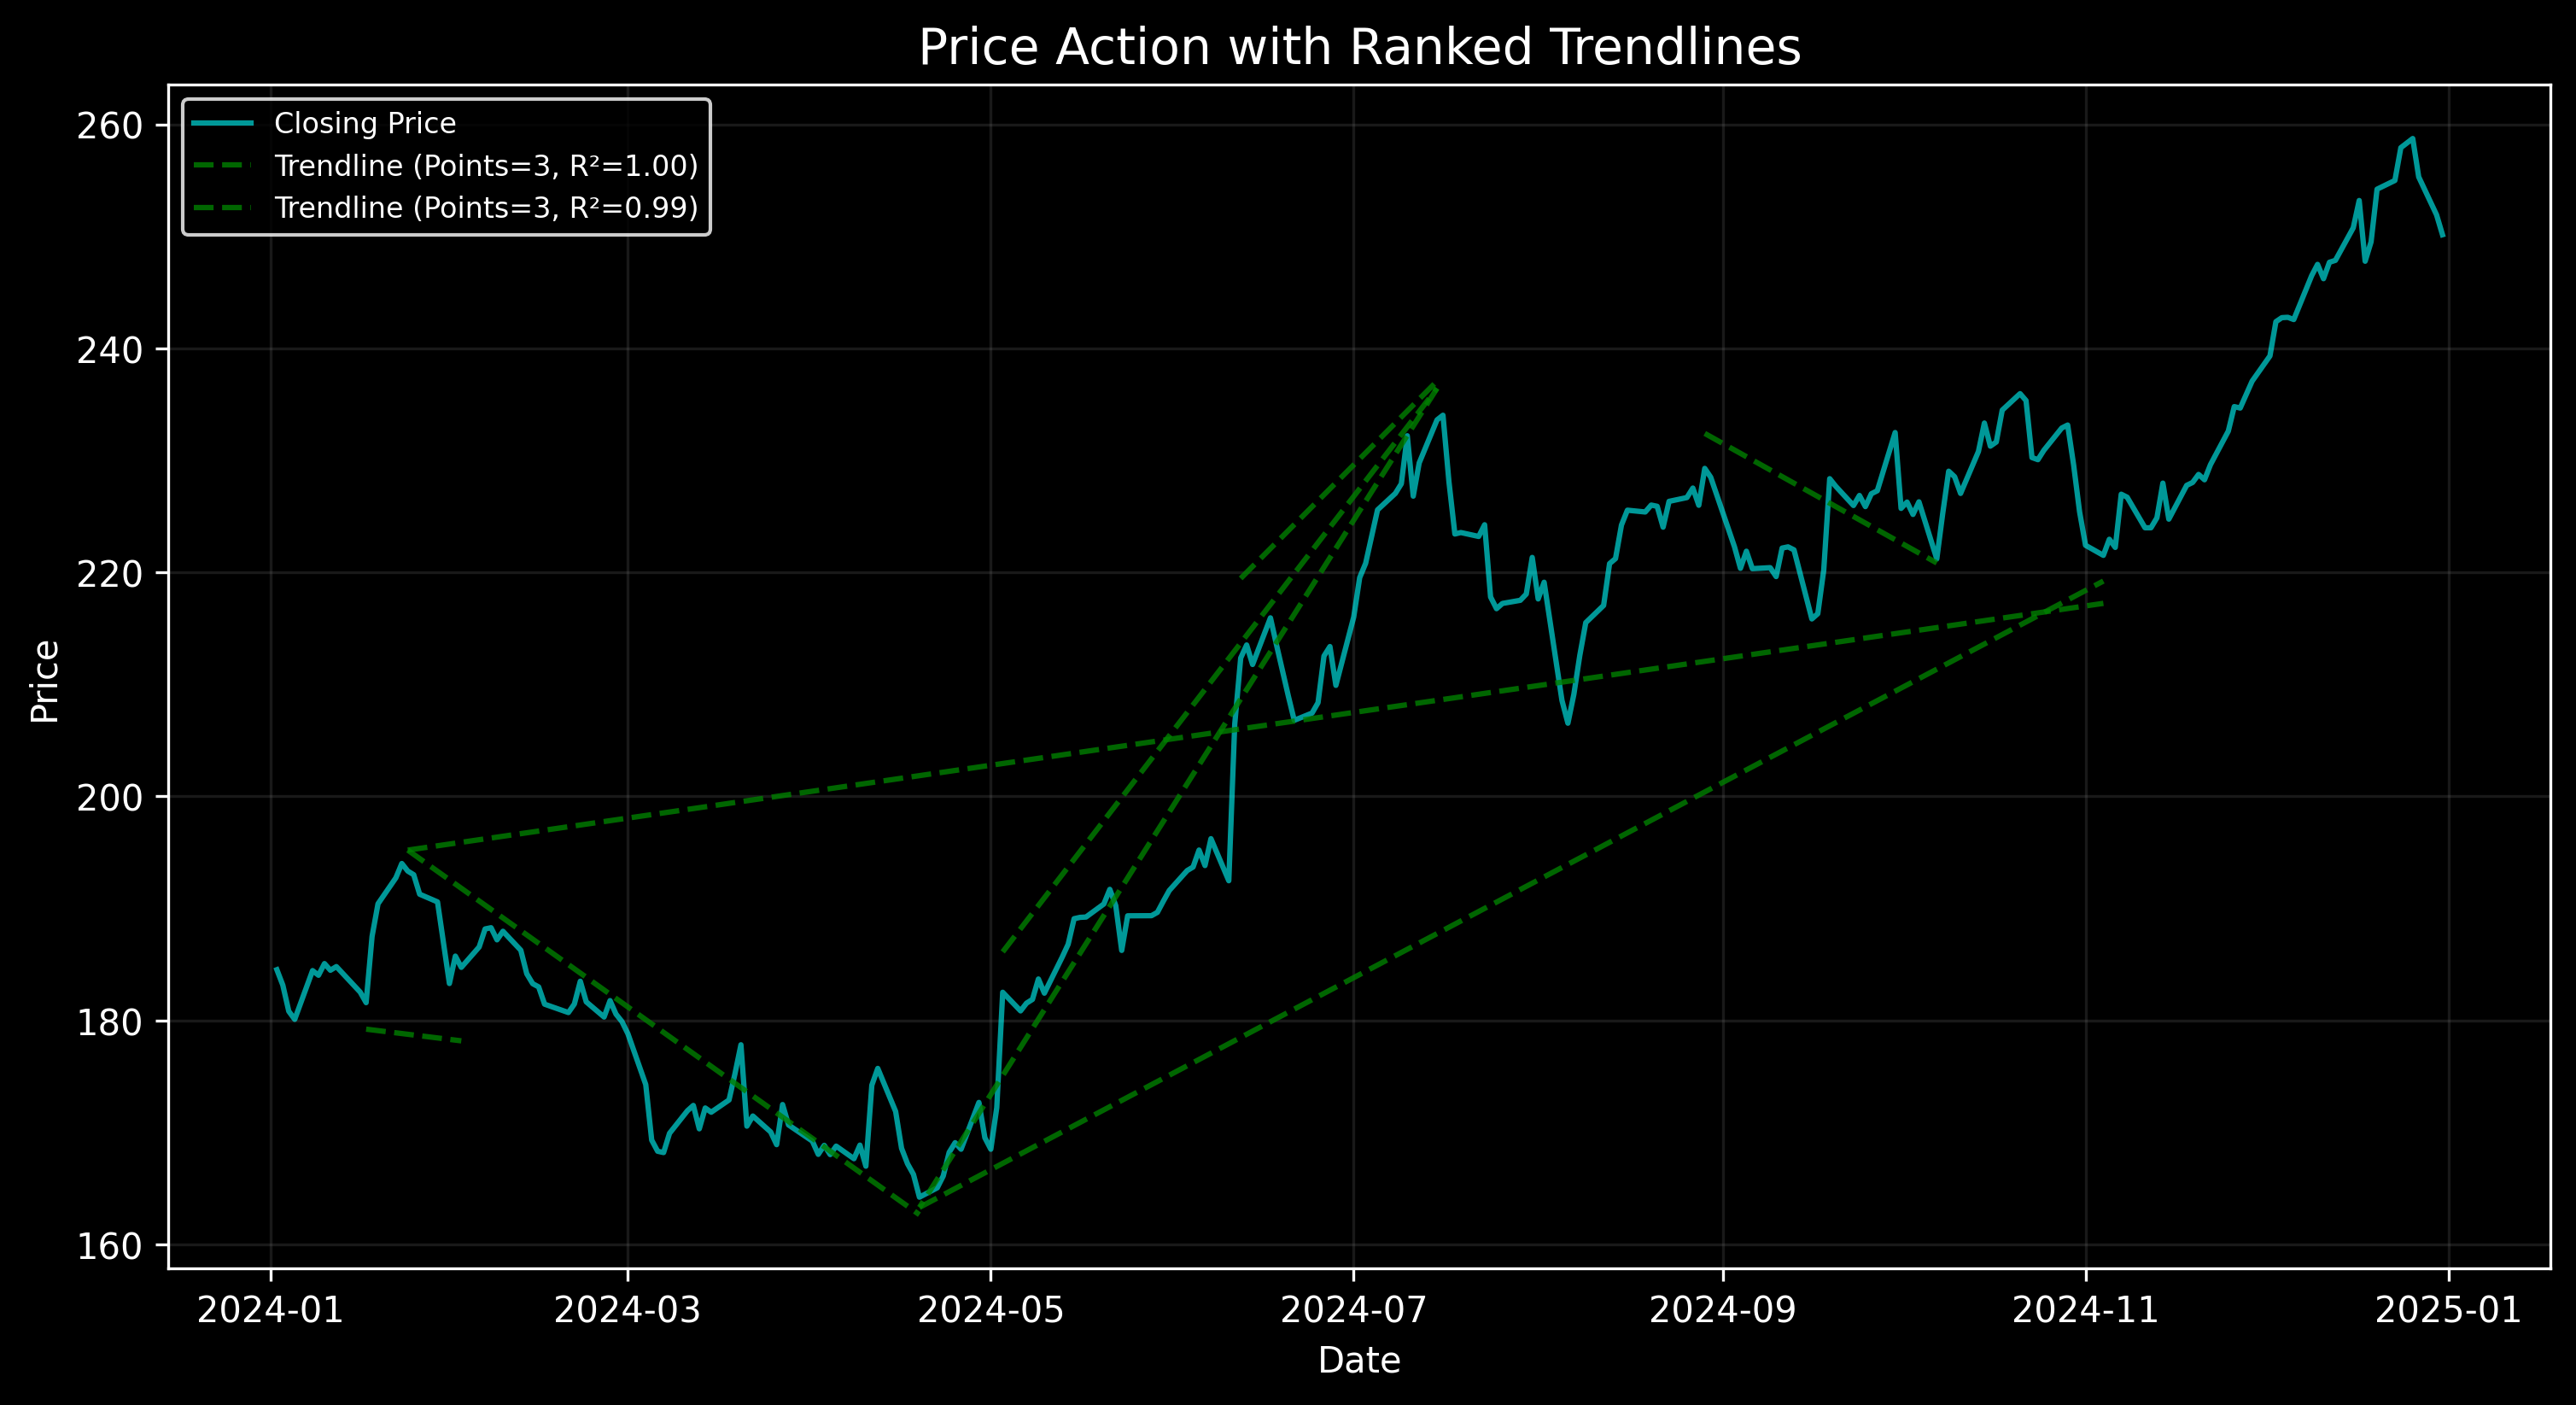 Price Action with Ranked Trendlines
Closing Price
Trendline (Points=3, R²=1.00)
Trendline (Points=3, R²=0.99)
260
240
220
200
180
160
Price
2024-01 2024-03 2024-05 2024-07 2024-09 2024-11 2025-01
Date